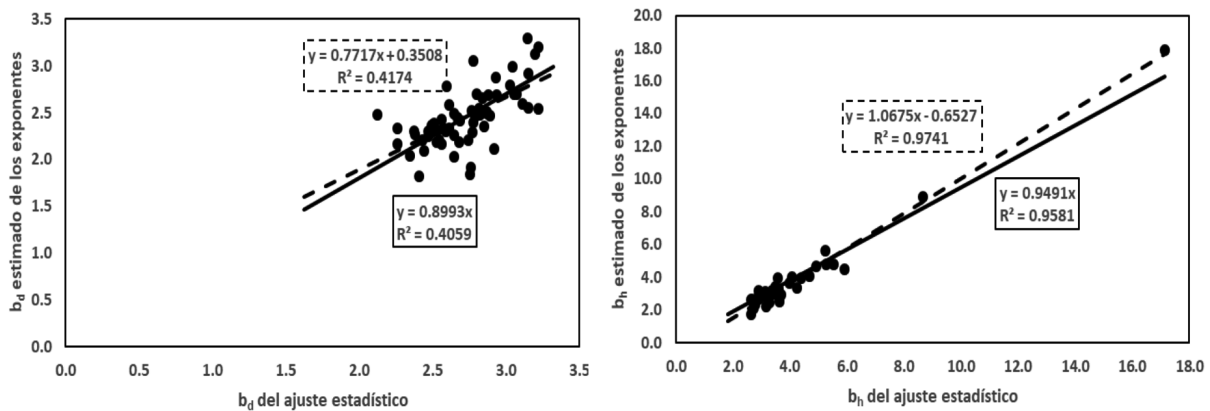 b_d estimado de los exponentes
3.5
3.0
2.5
2.0
1.5
1.0
0.5
0.0
y = 0.7717x + 0.3508
R² = 0.4174
y = 0.8993x
R² = 0.4059
0.0 0.5 1.0 1.5 2.0 2.5 3.0 3.5
b_d del ajuste estadístico
b_h estimado de los exponentes
20.0
18.0
16.0
14.0
12.0
10.0
8.0
6.0
4.0
2.0
0.0
y = 1.0675x - 0.6527
R² = 0.9741
y = 0.9491x
R² = 0.9581
0.0 2.0 4.0 6.0 8.0 10.0 12.0 14.0 16.0 18.0
b_h del ajuste estadístico